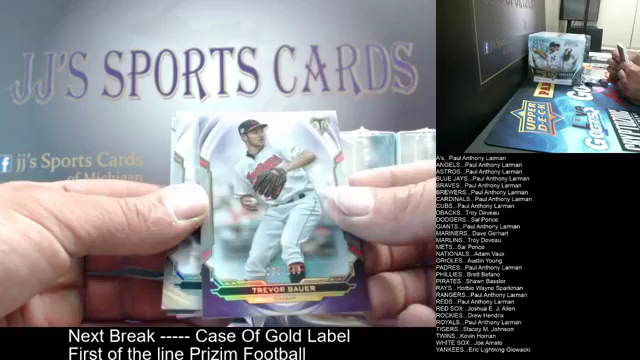 JJ'S SPORTS CARDS
jj's Sports Cards
of Michigan
TREVOR BAUER
UPPER DECK
A's...Paul Anthony Larman
ANGELS...Paul Anthony Larman
ASTROS...Paul Anthony Larman
BLUE JAYS...Paul Anthony Larman
BRAVES...Paul Anthony Larman
BREWERS...Paul Anthony Larman
CARDINALS...Paul Anthony Larman
CUBS...Paul Anthony Larman
DBACKS...Troy Deveau
DODGERS...Sal Ponce
GIANTS...Paul Anthony Larman
MARINERS...Dave Gerhart
MARLINS...Troy Deveau
METS...Sal Ponce
NATIONALS...Adam Vaux
ORIOLES...Austin Young
PADRES...Paul Anthony Larman
PHILLIES...Brett Befano
PIRATES...Shawn Bassler
RAYS...Herbie Wayne Sparkman
RANGERS...Paul Anthony Larman
REDS...Paul Anthony Larman
RED SOX...Joshua E. J. Allen
ROCKIES...Drew Hendrix
ROYALS...Paul Anthony Larman
TIGERS...Stacey M. Johnson
TWINS...Kevin Homan
WHITE SOX...Joe Amato
YANKEES...Eric Lightning Glowacki
Next Break ----- Case Of Gold Label
First of the line Prizim Football